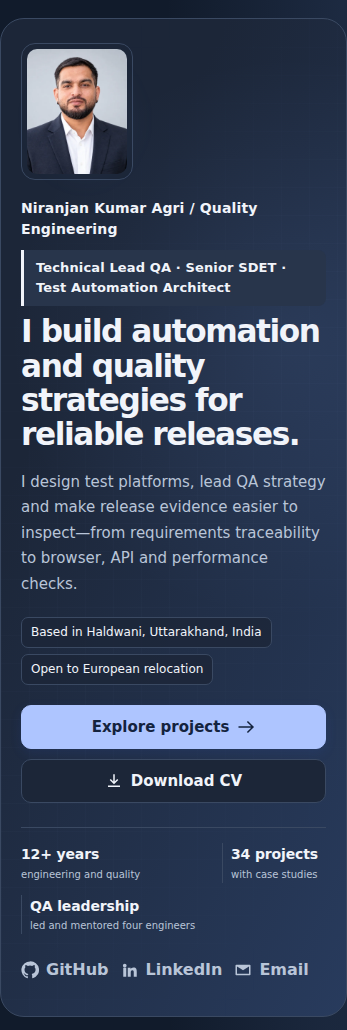 Niranjan Kumar Agri / Quality
Engineering
Technical Lead QA · Senior SDET ·
Test Automation Architect
I build automation
and quality
strategies for
reliable releases.
I design test platforms, lead QA strategy
and make release evidence easier to
inspect—from requirements traceability
to browser, API and performance
checks.
Based in Haldwani, Uttarakhand, India
Open to European relocation
Explore projects →
Download CV
12+ years
engineering and quality
34 projects
with case studies
QA leadership
led and mentored four engineers
GitHub LinkedIn Email